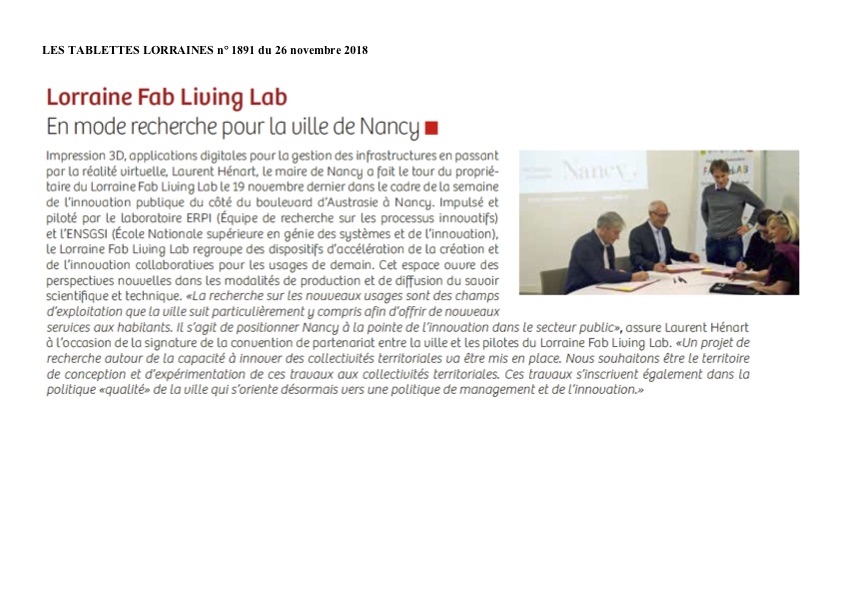 LES TABLETTES LORRAINES n° 1891 du 26 novembre 2018
Lorraine Fab Living Lab
En mode recherche pour la ville de Nancy
Impression 3D, applications digitales pour la gestion des infrastructures en passant
par la réalité virtuelle, Laurent Hénart, le maire de Nancy a fait le tour du proprié-
taire du Lorraine Fab Living Lab le 19 novembre dernier dans le cadre de la semaine
de l'innovation publique du côté du boulevard d'Austrasie à Nancy. Impulsé et
piloté par le laboratoire ERPI (Équipe de recherche sur les processus innovatifs)
et l'ENSGSI (École Nationale supérieure en génie des systèmes et de l'innovation),
le Lorraine Fab Living Lab regroupe des dispositifs d'accélération de la création et
de l'innovation collaboratives pour les usages de demain. Cet espace ouvre des
perspectives nouvelles dans les modalités de production et de diffusion du savoir
scientifique et technique. «La recherche sur les nouveaux usages sont des champs
d'exploitation que la ville suit particulièrement y compris afin d'offrir de nouveaux
services aux habitants. Il s'agit de positionner Nancy à la pointe de l'innovation dans le secteur public», assure Laurent Hénart
à l'occasion de la signature de la convention de partenariat entre la ville et les pilotes du Lorraine Fab Living Lab. «Un projet de
recherche autour de la capacité à innover des collectivités territoriales va être mis en place. Nous souhaitons être le territoire
de conception et d'expérimentation de ces travaux aux collectivités territoriales. Ces travaux s'inscrivent également dans la
politique «qualité» de la ville qui s'oriente désormais vers une politique de management et de l'innovation.»
Nancy